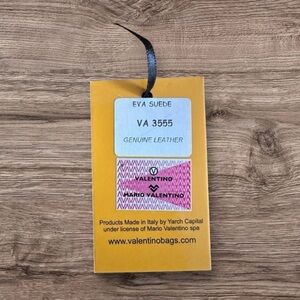 EVA SUEDE
VA 3555
GENUINE LEATHER
V
VALENTINO
MARIO VALENTINO
Products Made in Italy by Yarch Capital
under license of Mario Valentino spa
www.valentinobags.com